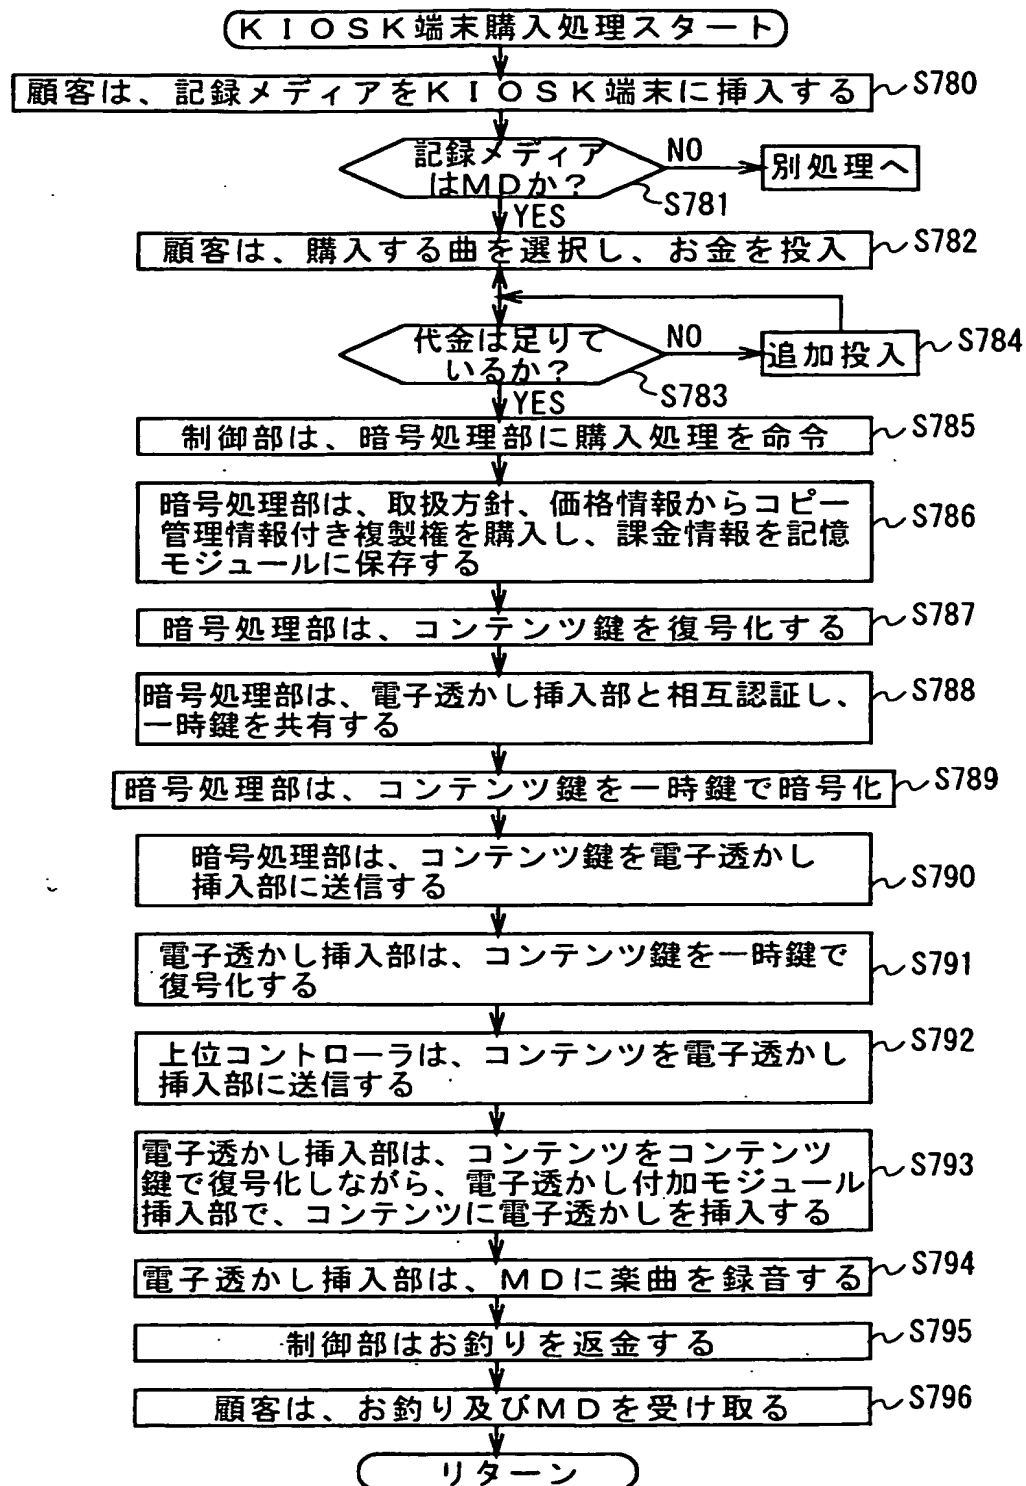 ＫＩＯＳＫ端末購入処理スタート
顧客は、記録メディアをＫＩＯＳＫ端末に挿入する
S780
記録メディア
はＭＤか？
NO
別処理へ
S781
YES
顧客は、購入する曲を選択し、お金を投入
S782
代金は足りて
いるか？
NO
追加投入
S784
S783
YES
制御部は、暗号処理部に購入処理を命令
S785
暗号処理部は、取扱方針、価格情報からコピー
管理情報付き複製権を購入し、課金情報を記憶
モジュールに保存する
S786
暗号処理部は、コンテンツ鍵を復号化する
S787
暗号処理部は、電子透かし挿入部と相互認証し、
一時鍵を共有する
S788
暗号処理部は、コンテンツ鍵を一時鍵で暗号化
S789
暗号処理部は、コンテンツ鍵を電子透かし
挿入部に送信する
S790
電子透かし挿入部は、コンテンツ鍵を一時鍵で
復号化する
S791
上位コントローラは、コンテンツを電子透かし
挿入部に送信する
S792
電子透かし挿入部は、コンテンツをコンテンツ
鍵で復号化しながら、電子透かし付加モジュール
挿入部で、コンテンツに電子透かしを挿入する
S793
電子透かし挿入部は、ＭＤに楽曲を録音する
S794
制御部はお釣りを返金する
S795
顧客は、お釣り及びＭＤを受け取る
S796
リターン